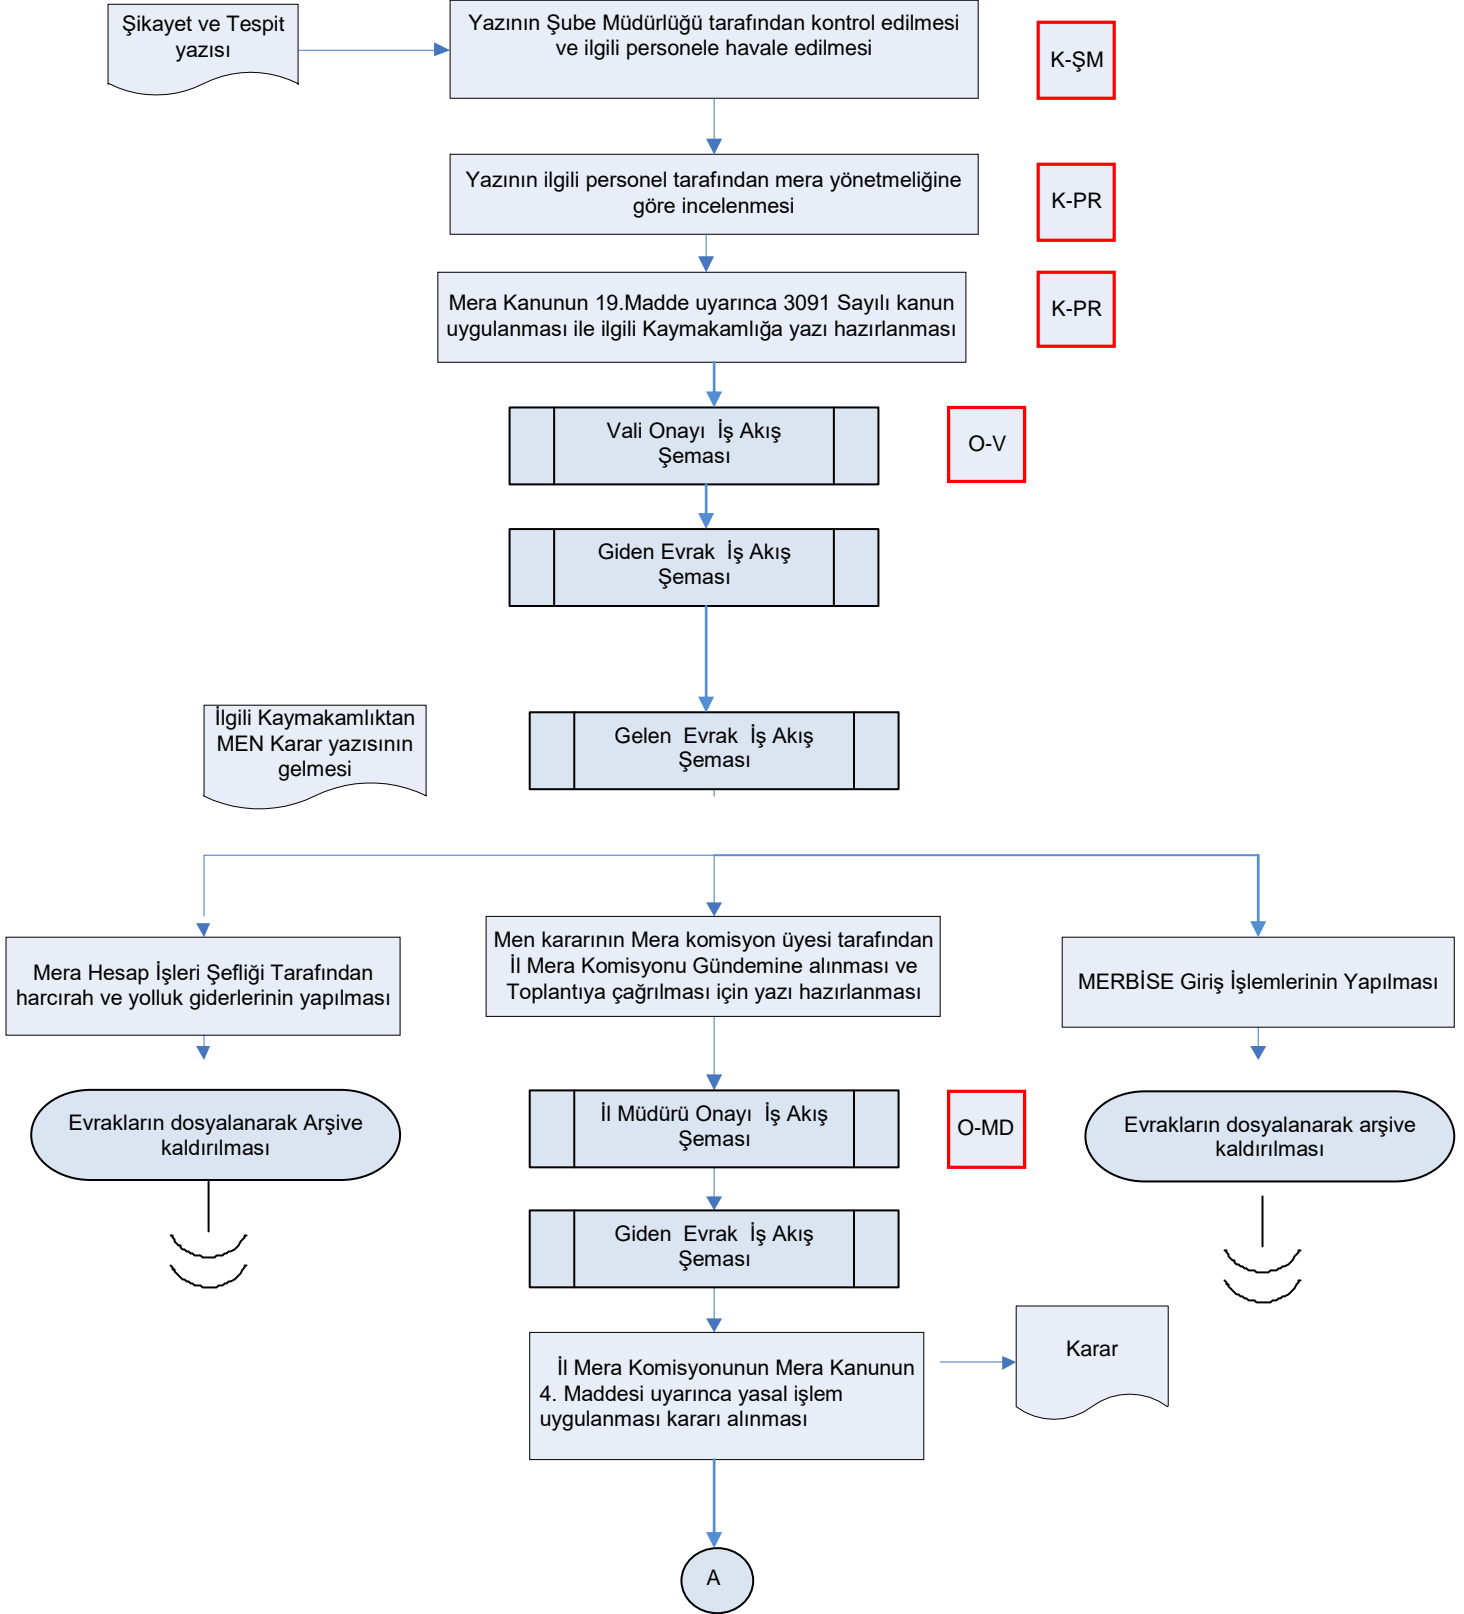 Şikayet ve Tespit
yazısı
Yazının Şube Müdürlüğü tarafından kontrol edilmesi
ve ilgili personele havale edilmesi
K-ŞM
Yazının ilgili personel tarafından mera yönetmeliğine
göre incelenmesi
K-PR
Mera Kanunun 19.Madde uyarınca 3091 Sayılı kanun
uygulanması ile ilgili Kaymakamlığa yazı hazırlanması
K-PR
Vali Onayı İş Akış
Şeması
O-V
Giden Evrak İş Akış
Şeması
İlgili Kaymakamlıktan
MEN Karar yazısının
gelmesi
Gelen Evrak İş Akış
Şeması
Mera Hesap İşleri Şefliği Tarafından
harcırah ve yolluk giderlerinin yapılması
Men kararının Mera komisyon üyesi tarafından
İl Mera Komisyonu Gündemine alınması ve
Toplantıya çağrılması için yazı hazırlanması
MERBİSE Giriş İşlemlerinin Yapılması
Evrakların dosyalanarak Arşive
kaldırılması
İl Müdürü Onayı İş Akış
Şeması
O-MD
Evrakların dosyalanarak arşive
kaldırılması
Giden Evrak İş Akış
Şeması
İl Mera Komisyonunun Mera Kanunun
4. Maddesi uyarınca yasal işlem
uygulanması kararı alınması
Karar
A